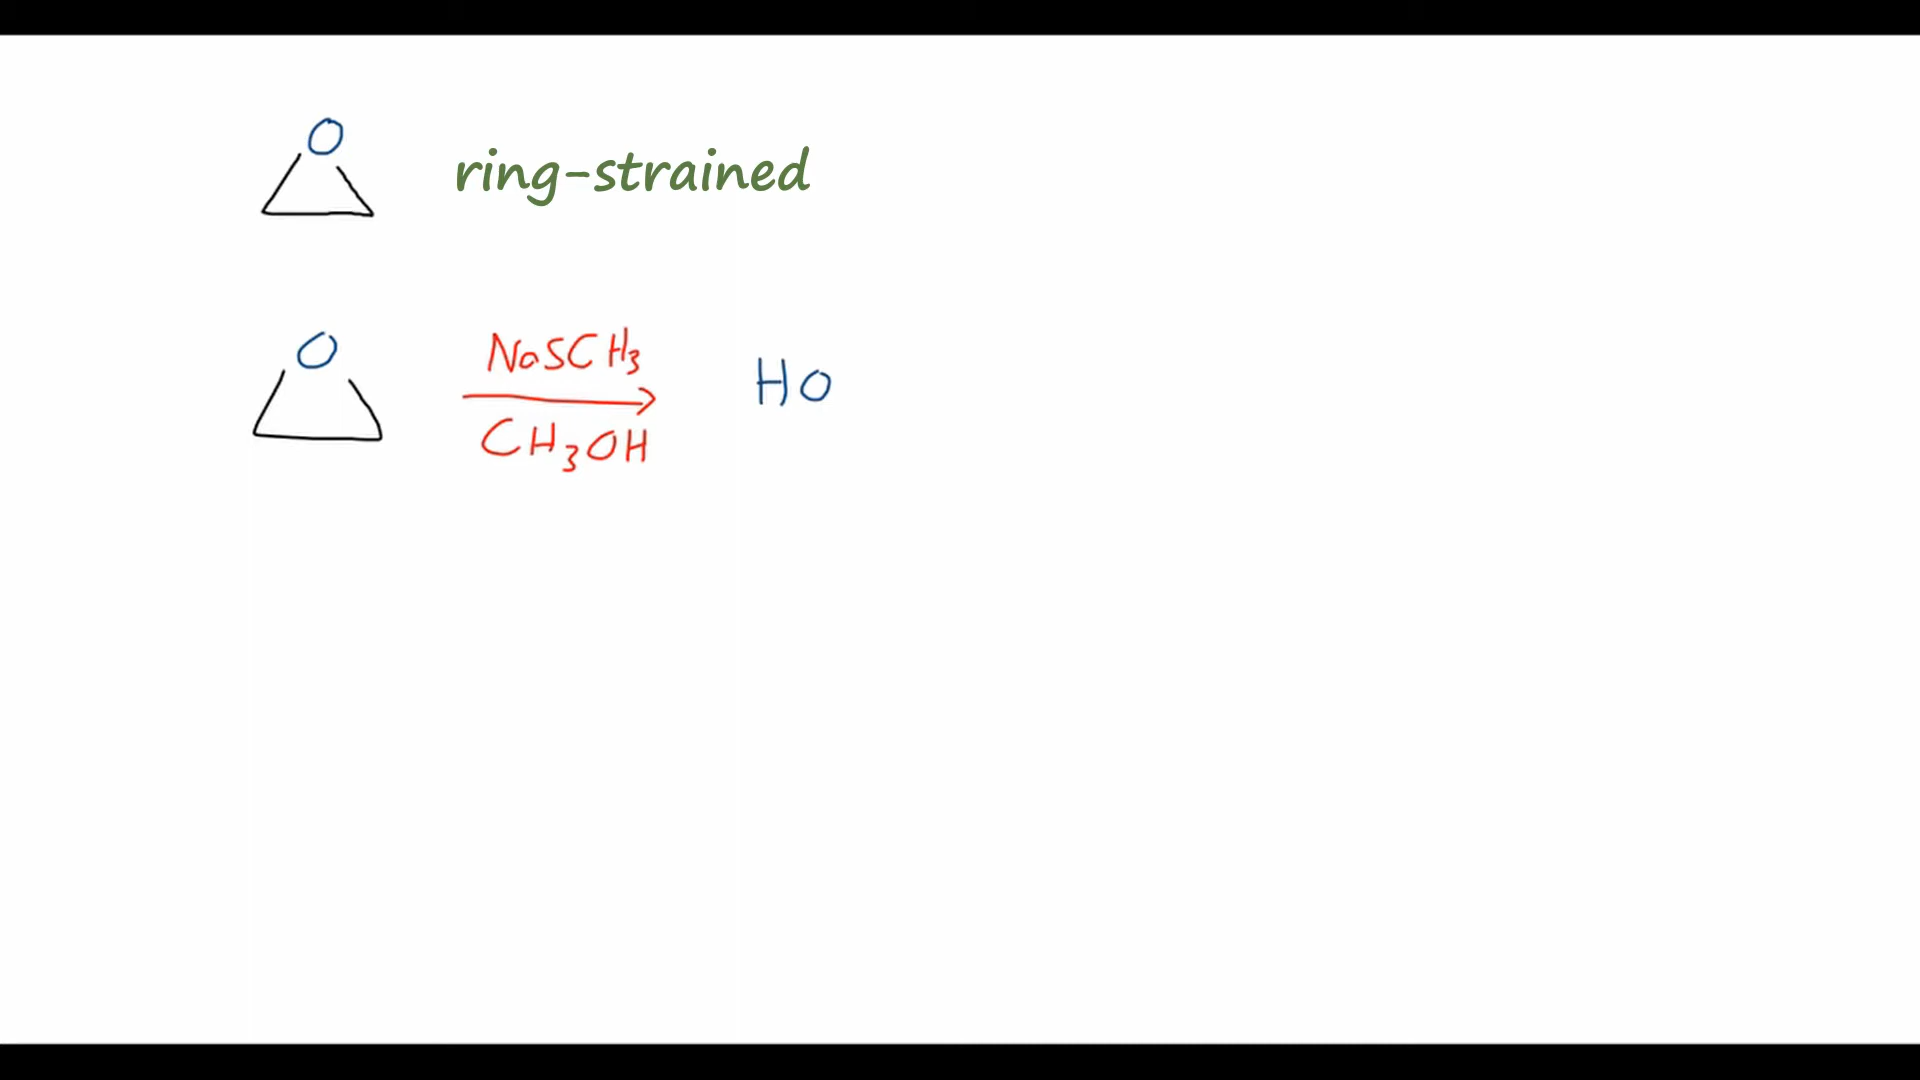 O
ring-strained
O
NaSCH3
HO
CH3OH